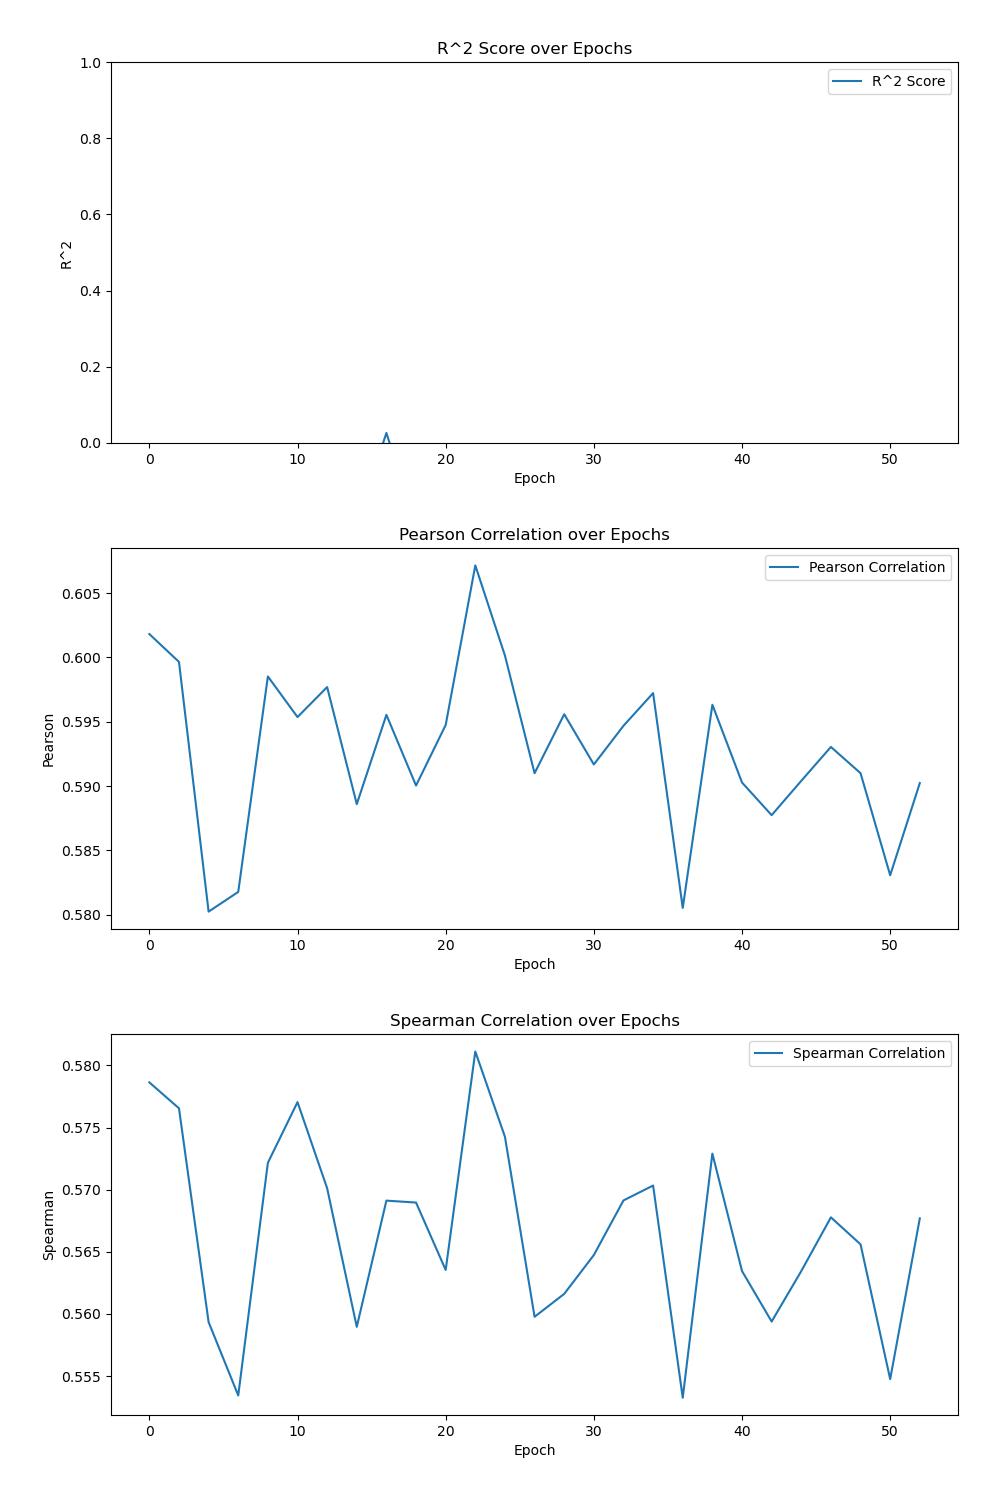 R^2 Score over Epochs
R^2 Score
1.0
0.8
0.6
0.4
0.2
0.0
R^2
0 10 20 30 40 50
Epoch
Pearson Correlation over Epochs
Pearson Correlation
0.605
0.600
0.595
0.590
0.585
0.580
Pearson
0 10 20 30 40 50
Epoch
Spearman Correlation over Epochs
Spearman Correlation
0.580
0.575
0.570
0.565
0.560
0.555
Spearman
0 10 20 30 40 50
Epoch